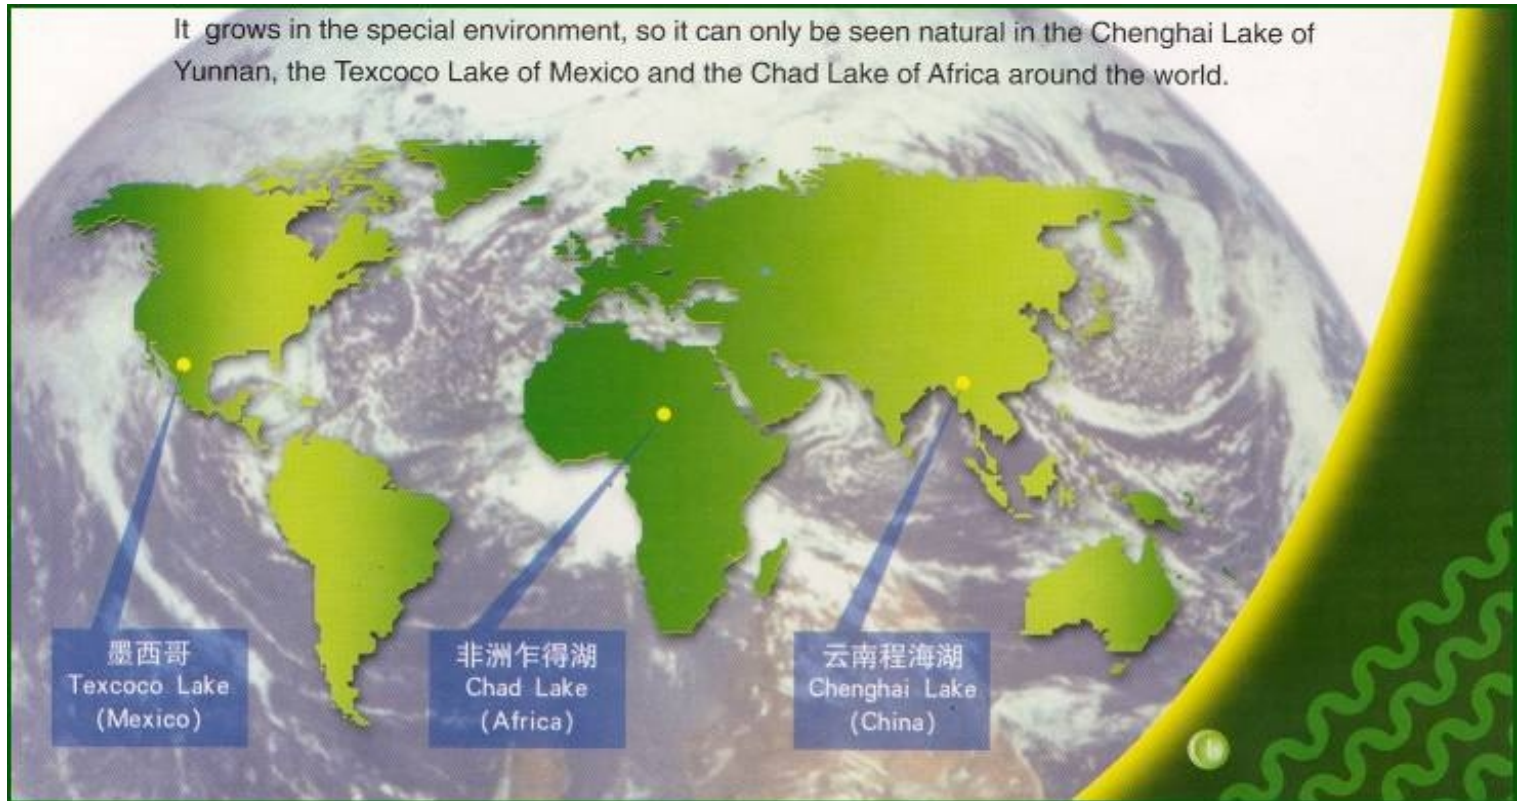 It grows in the special environment, so it can only be seen natural in the Chenghai Lake of
Yunnan, the Texcoco Lake of Mexico and the Chad Lake of Africa around the world.
墨西哥
Texcoco Lake
(Mexico)
非洲乍得湖
Chad Lake
(Africa)
云南程海湖
Chenghai Lake
(China)